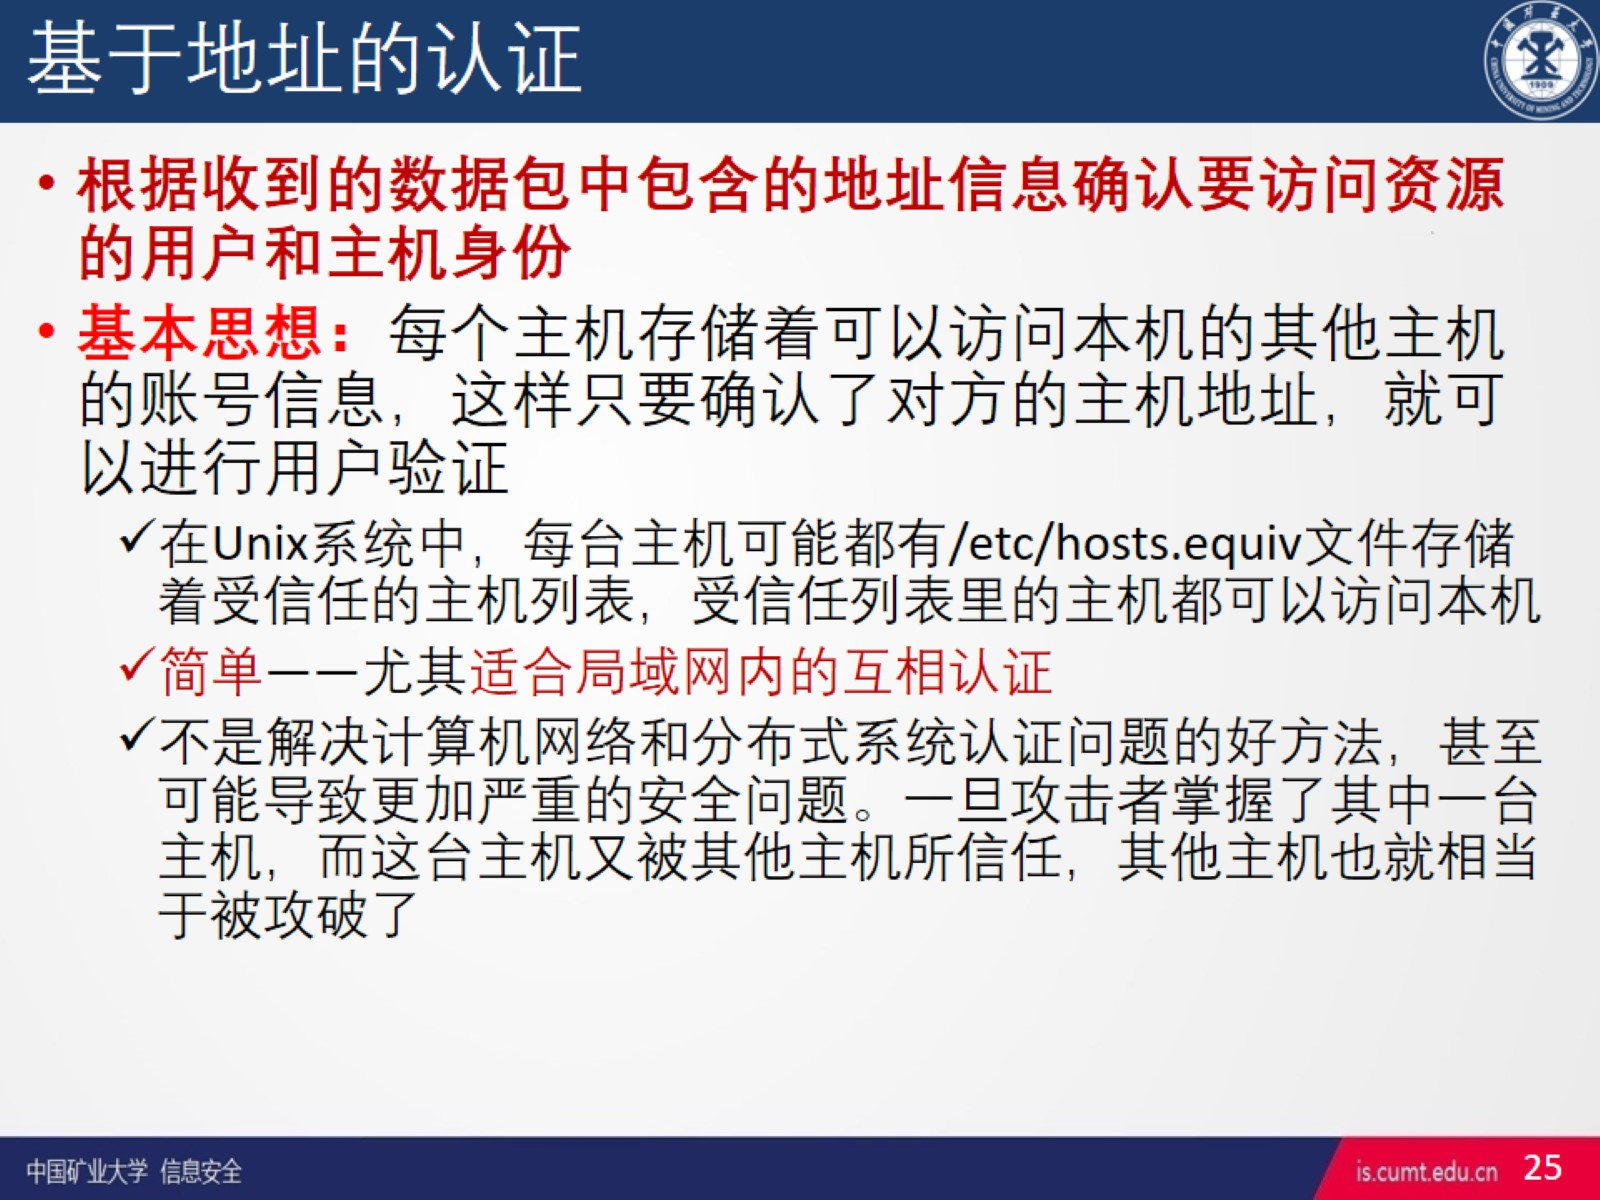 基于地址的认证
• 根据收到的数据包中包含的地址信息确认要访问资源
的用户和主机身份
• 基本思想：每个主机存储着可以访问本机的其他主机
的账号信息，这样只要确认了对方的主机地址，就可
以进行用户验证
✓在Unix系统中，每台主机可能都有/etc/hosts.equiv文件存储
着受信任的主机列表，受信任列表里的主机都可以访问本机
✓简单——尤其适合局域网内的互相认证
✓不是解决计算机网络和分布式系统认证问题的好方法，甚至
可能导致更加严重的安全问题。一旦攻击者掌握了其中一台
主机，而这台主机又被其他主机所信任，其他主机也就相当
于被攻破了
中国矿业大学 信息安全
is.cumt.edu.cn 25
CHINA UNIVERSITY OF MINING AND TECHNOLOGY
1909